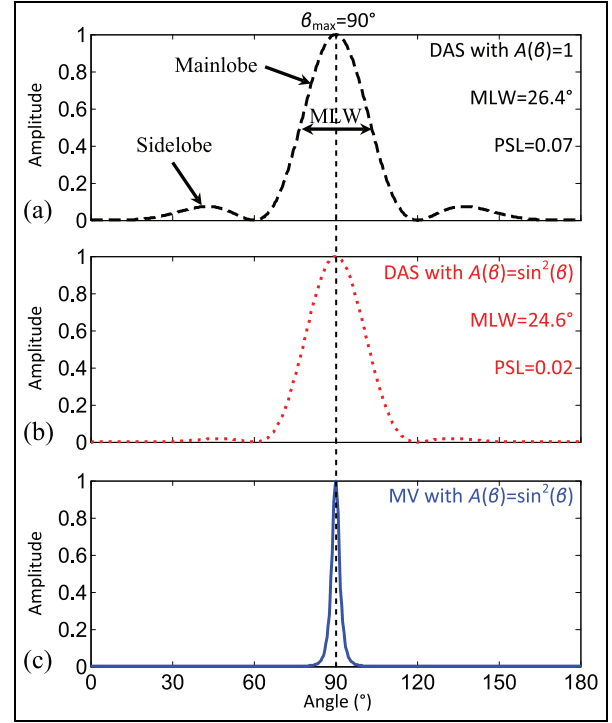 β_max=90°
1
0.8
0.6
0.4
0.2
0
Amplitude
(a)
Mainlobe
Sidelobe
MLW
DAS with A(β)=1
MLW=26.4°
PSL=0.07
1
0.8
0.6
0.4
0.2
0
Amplitude
(b)
DAS with A(β)=sin²(β)
MLW=24.6°
PSL=0.02
1
0.8
0.6
0.4
0.2
0
Amplitude
(c)
MV with A(β)=sin²(β)
0 30 60 90 120 150 180
Angle (°)